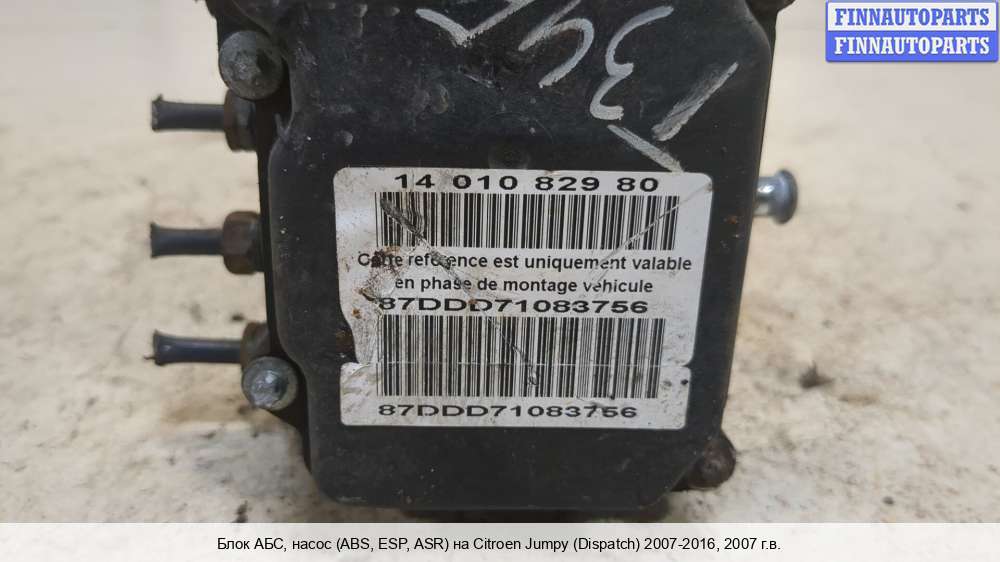 FINNAUTOPARTS
FINNAUTOPARTS
14 010 829 80
Cette reference est uniquement valable
en phase de montage véhicule
87DDD71083756
87DDD71083756
Блок АБС, насос (ABS, ESP, ASR) на Citroen Jumpy (Dispatch) 2007-2016, 2007 г.в.